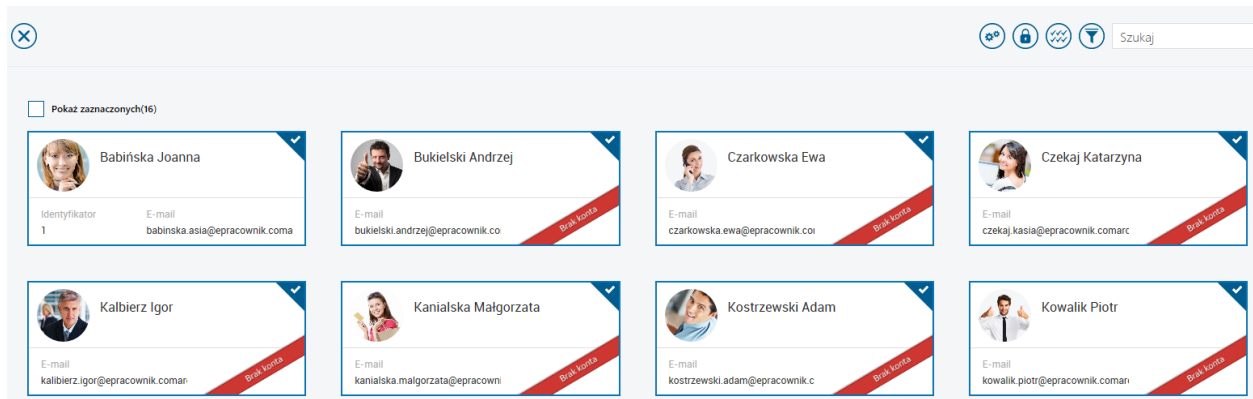 Szukaj
Pokaż zaznaczonych(16)
Babińska Joanna
Identyfikator E-mail
1 babinska.asia@epracownik.coma
Bukielski Andrzej
E-mail
bukielski.andrzej@epracownik.co
Brak konta
Czarkowska Ewa
E-mail
czarkowska.ewa@epracownik.co
Brak konta
Czekaj Katarzyna
E-mail
czekaj.kasia@epracownik.comarc
Brak konta
Kalbierz Igor
E-mail
kalibierz.igor@epracownik.comar
Brak konta
Kanialska Małgorzata
E-mail
kanialska.malgorzata@epracowni
Brak konta
Kostrzewski Adam
E-mail
kostrzewski.adam@epracownik.c
Brak konta
Kowalik Piotr
E-mail
kowalik.piotr@epracownik.comar
Brak konta